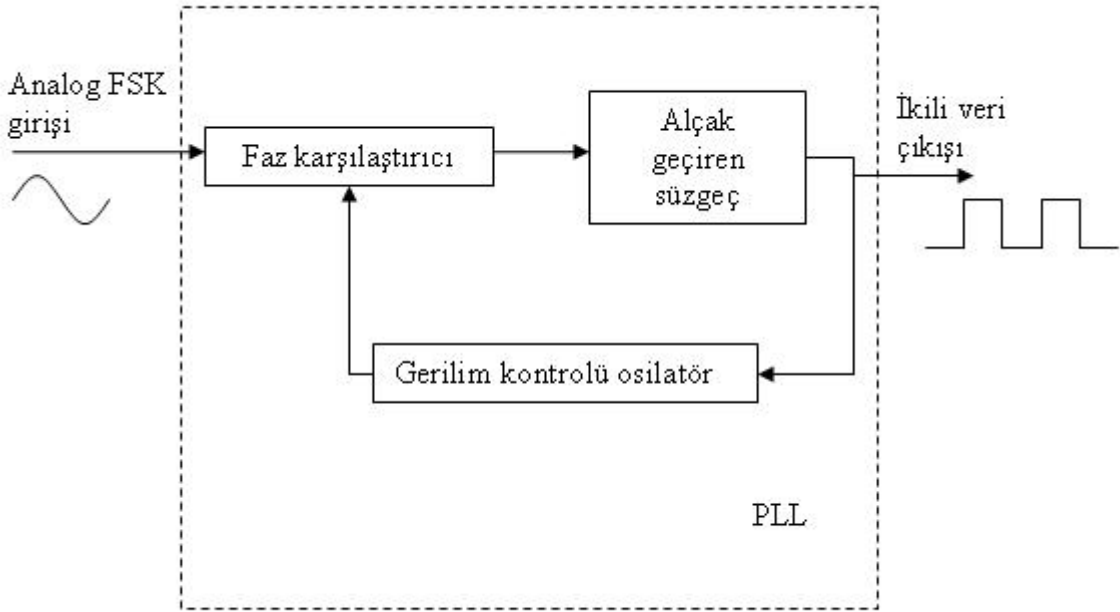 Analog FSK
girişi
Faz karşılaştırıcı
Alçak
geçiren
süzgeç
İkili veri
çıkışı
Gerilim kontrolü osilatör
PLL